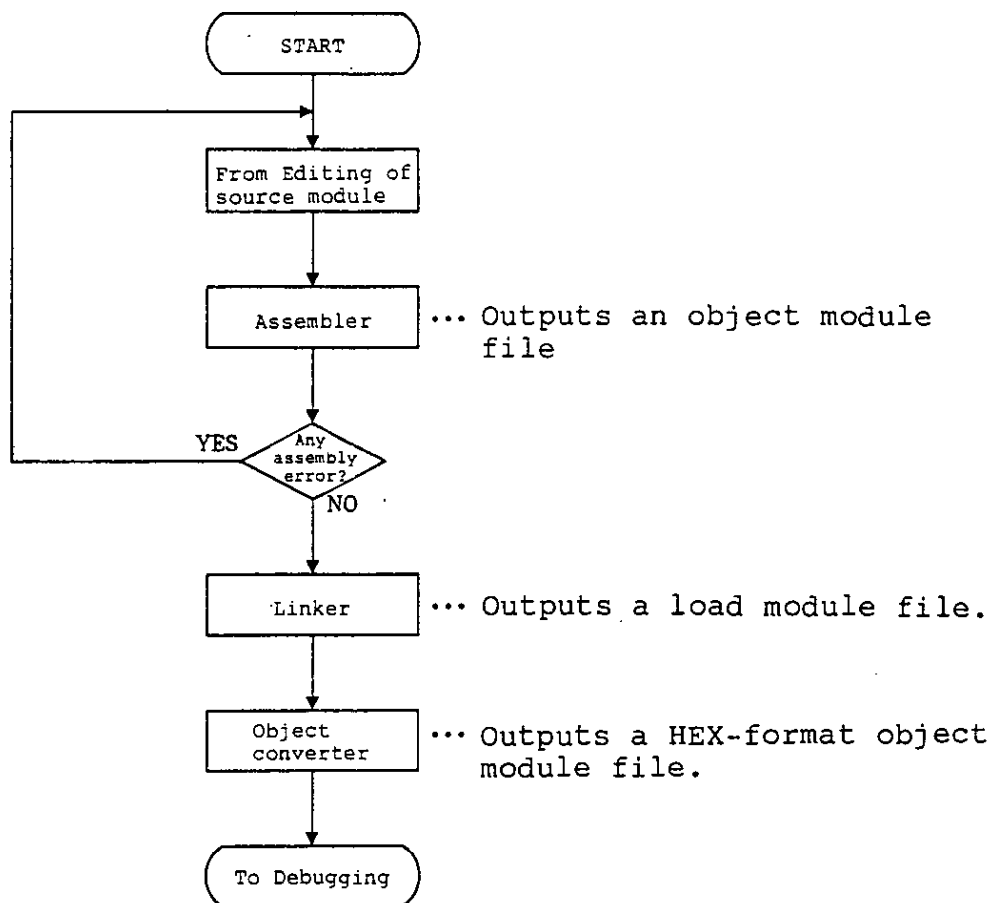 START
From Editing of
source module
Assembler
... Outputs an object module
file
YES
Any
assembly
error?
NO
Linker
... Outputs a load module file.
Object
converter
... Outputs a HEX-format object
module file.
To Debugging